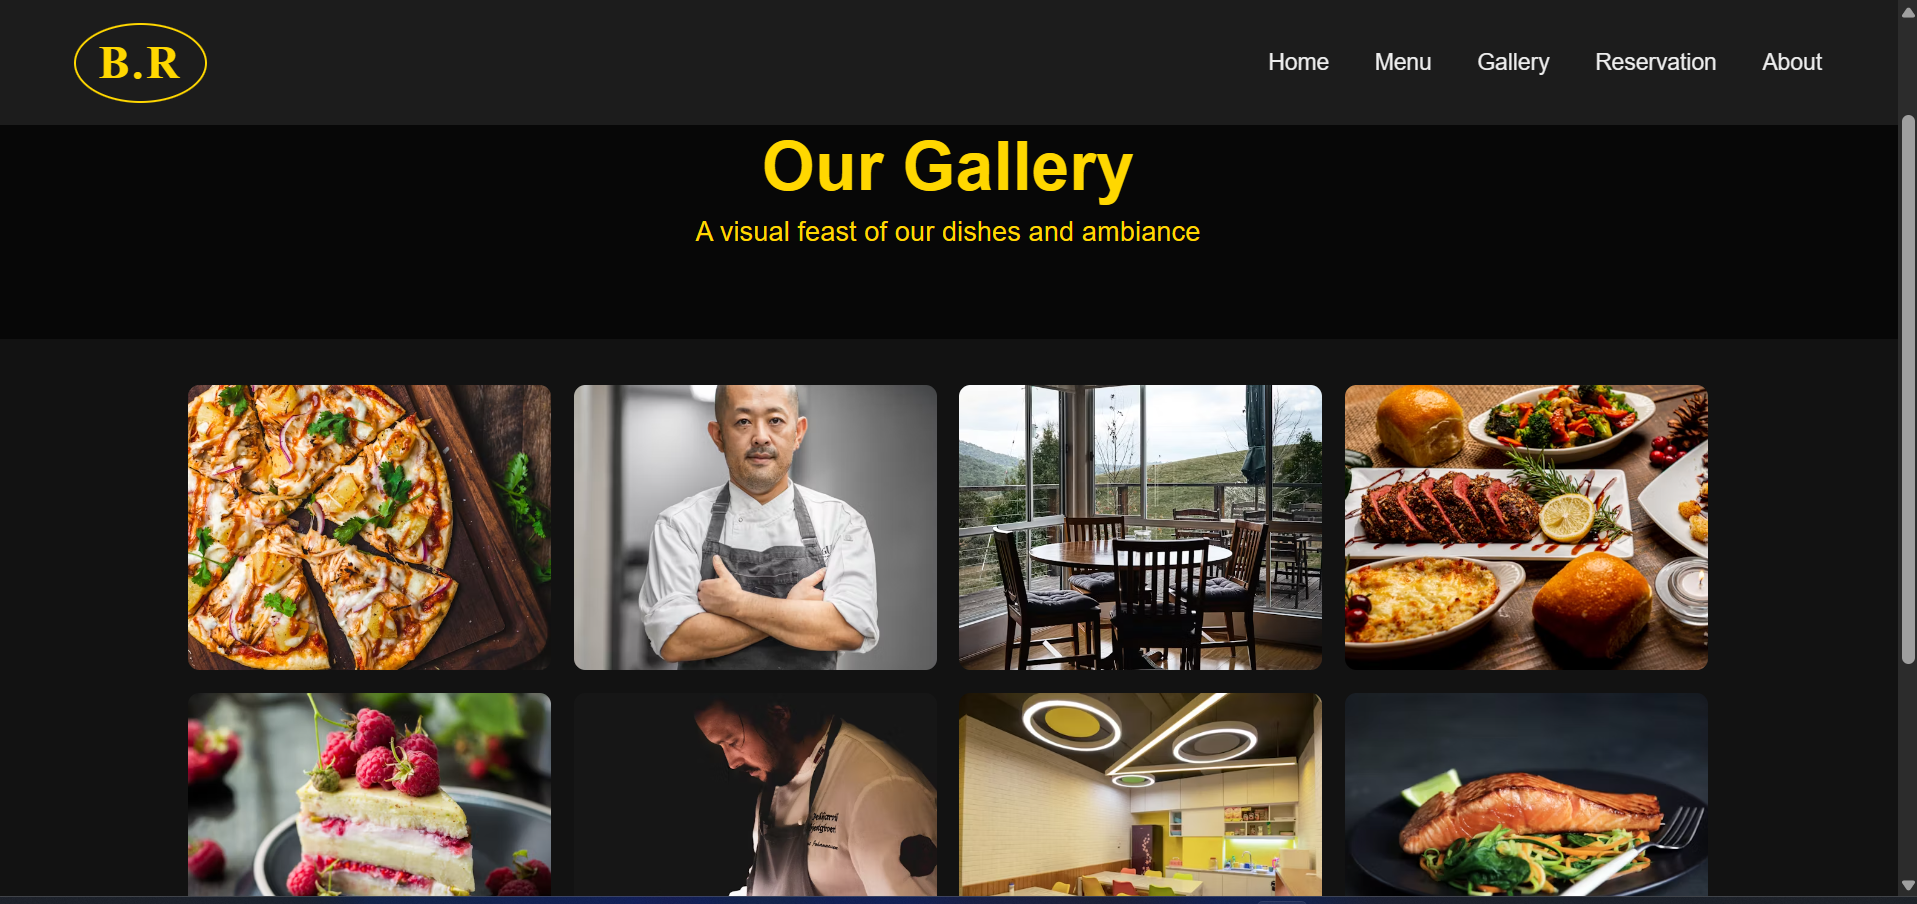 B.R
Home Menu Gallery Reservation About
Our Gallery
A visual feast of our dishes and ambiance